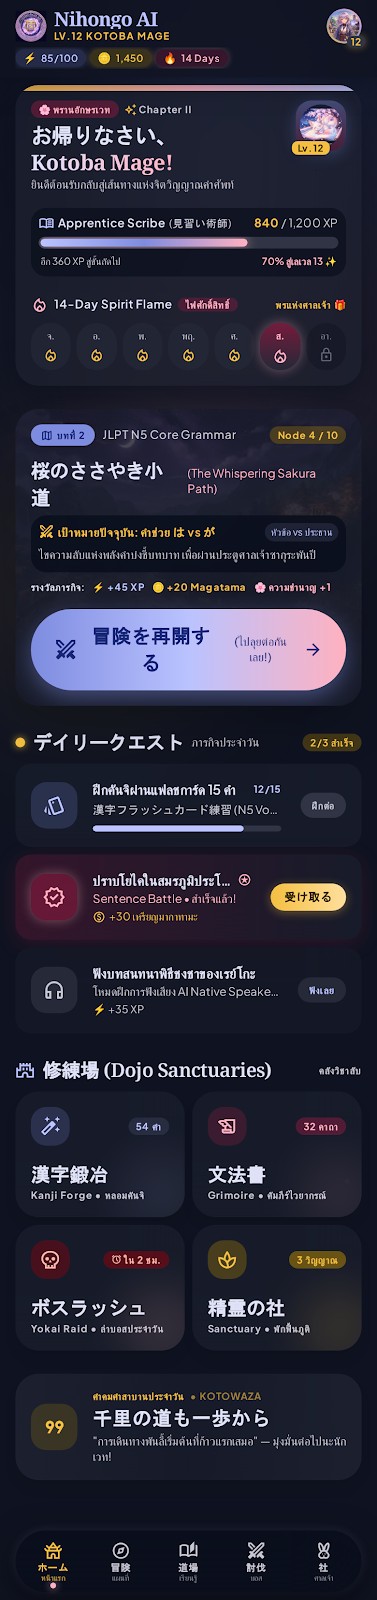 Nihongo AI
LV.12 KOTOBA MAGE
12
⚡ 85/100 🪙 1,450 🔥 14 Days
🌸 พรานอักษรเวท ✨ Chapter II
お帰りなさい、
Kotoba Mage!
Lv. 12
ยินดีต้อนรับกลับสู่เส้นทางแห่งจิตวิญญาณคำศัพท์
Apprentice Scribe (見習い術師) 840 / 1,200 XP
อีก 360 XP สู่ขั้นถัดไป 70% สู่เลเวล 13 ✨
14-Day Spirit Flame ไฟศักดิ์สิทธิ์ พรแห่งศาลเจ้า 🎁
จ. อ. พ. พฤ. ศ. ส. อา.
บทที่ 2 JLPT N5 Core Grammar Node 4 / 10
桜のささやき小
道
(The Whispering Sakura
Path)
เป้าหมายปัจจุบัน: คำช่วย は vs が หัวข้อ vs ประธาน
ไขความลับแห่งพลังคำบ่งชี้บทบาท เพื่อผ่านประตูศาลเจ้าซากุระพันปี
รางวัลภารกิจ: ⚡ +45 XP 🪙 +20 Magatama 🌸 ความชำนาญ +1
冒険を再開す
る
(ไปลุยต่อกัน
เลย!)
デイリークエスト ภารกิจประจำวัน 2/3 สำเร็จ
ฝึกคันจิผ่านแฟลชการ์ด 15 คำ 12/15
漢字フラッシュカード練習 (N5 Vo...
ฝึกต่อ
ปราบโยไคในสมรภูมิประโ...
Sentence Battle • สำเร็จแล้ว!
+30 เหรียญมากาทามะ
受け取る
ฟังบทสนทนาพิธีชงชาของเรย์โกะ
โหมดฝึกการฟังเสียง AI Native Speake...
⚡ +35 XP
ฟังเลย
修練場 (Dojo Sanctuaries) คลังวิชาลับ
54 คำ
漢字鍛冶
Kanji Forge • หลอมคันจิ
32 คาถา
文法書
Grimoire • คัมภีร์ไวยากรณ์
ใน 2 ชม.
ボスラッシュ
Yokai Raid • ล่าบอสประจำวัน
3 วิญญาณ
精霊の社
Sanctuary • พักฟื้นภูติ
คำคมคำสาบานประจำวัน • KOTOWAZA
千里の道も一歩から
"การเดินทางพันลี้เริ่มต้นที่ก้าวแรกเสมอ" — มุ่งมั่นต่อไปนะนัก
เวท!
ホーム 冒険 道場 討伐 社
หน้าแรก แผนที่ เรียนรู้ บอส ศาลเจ้า